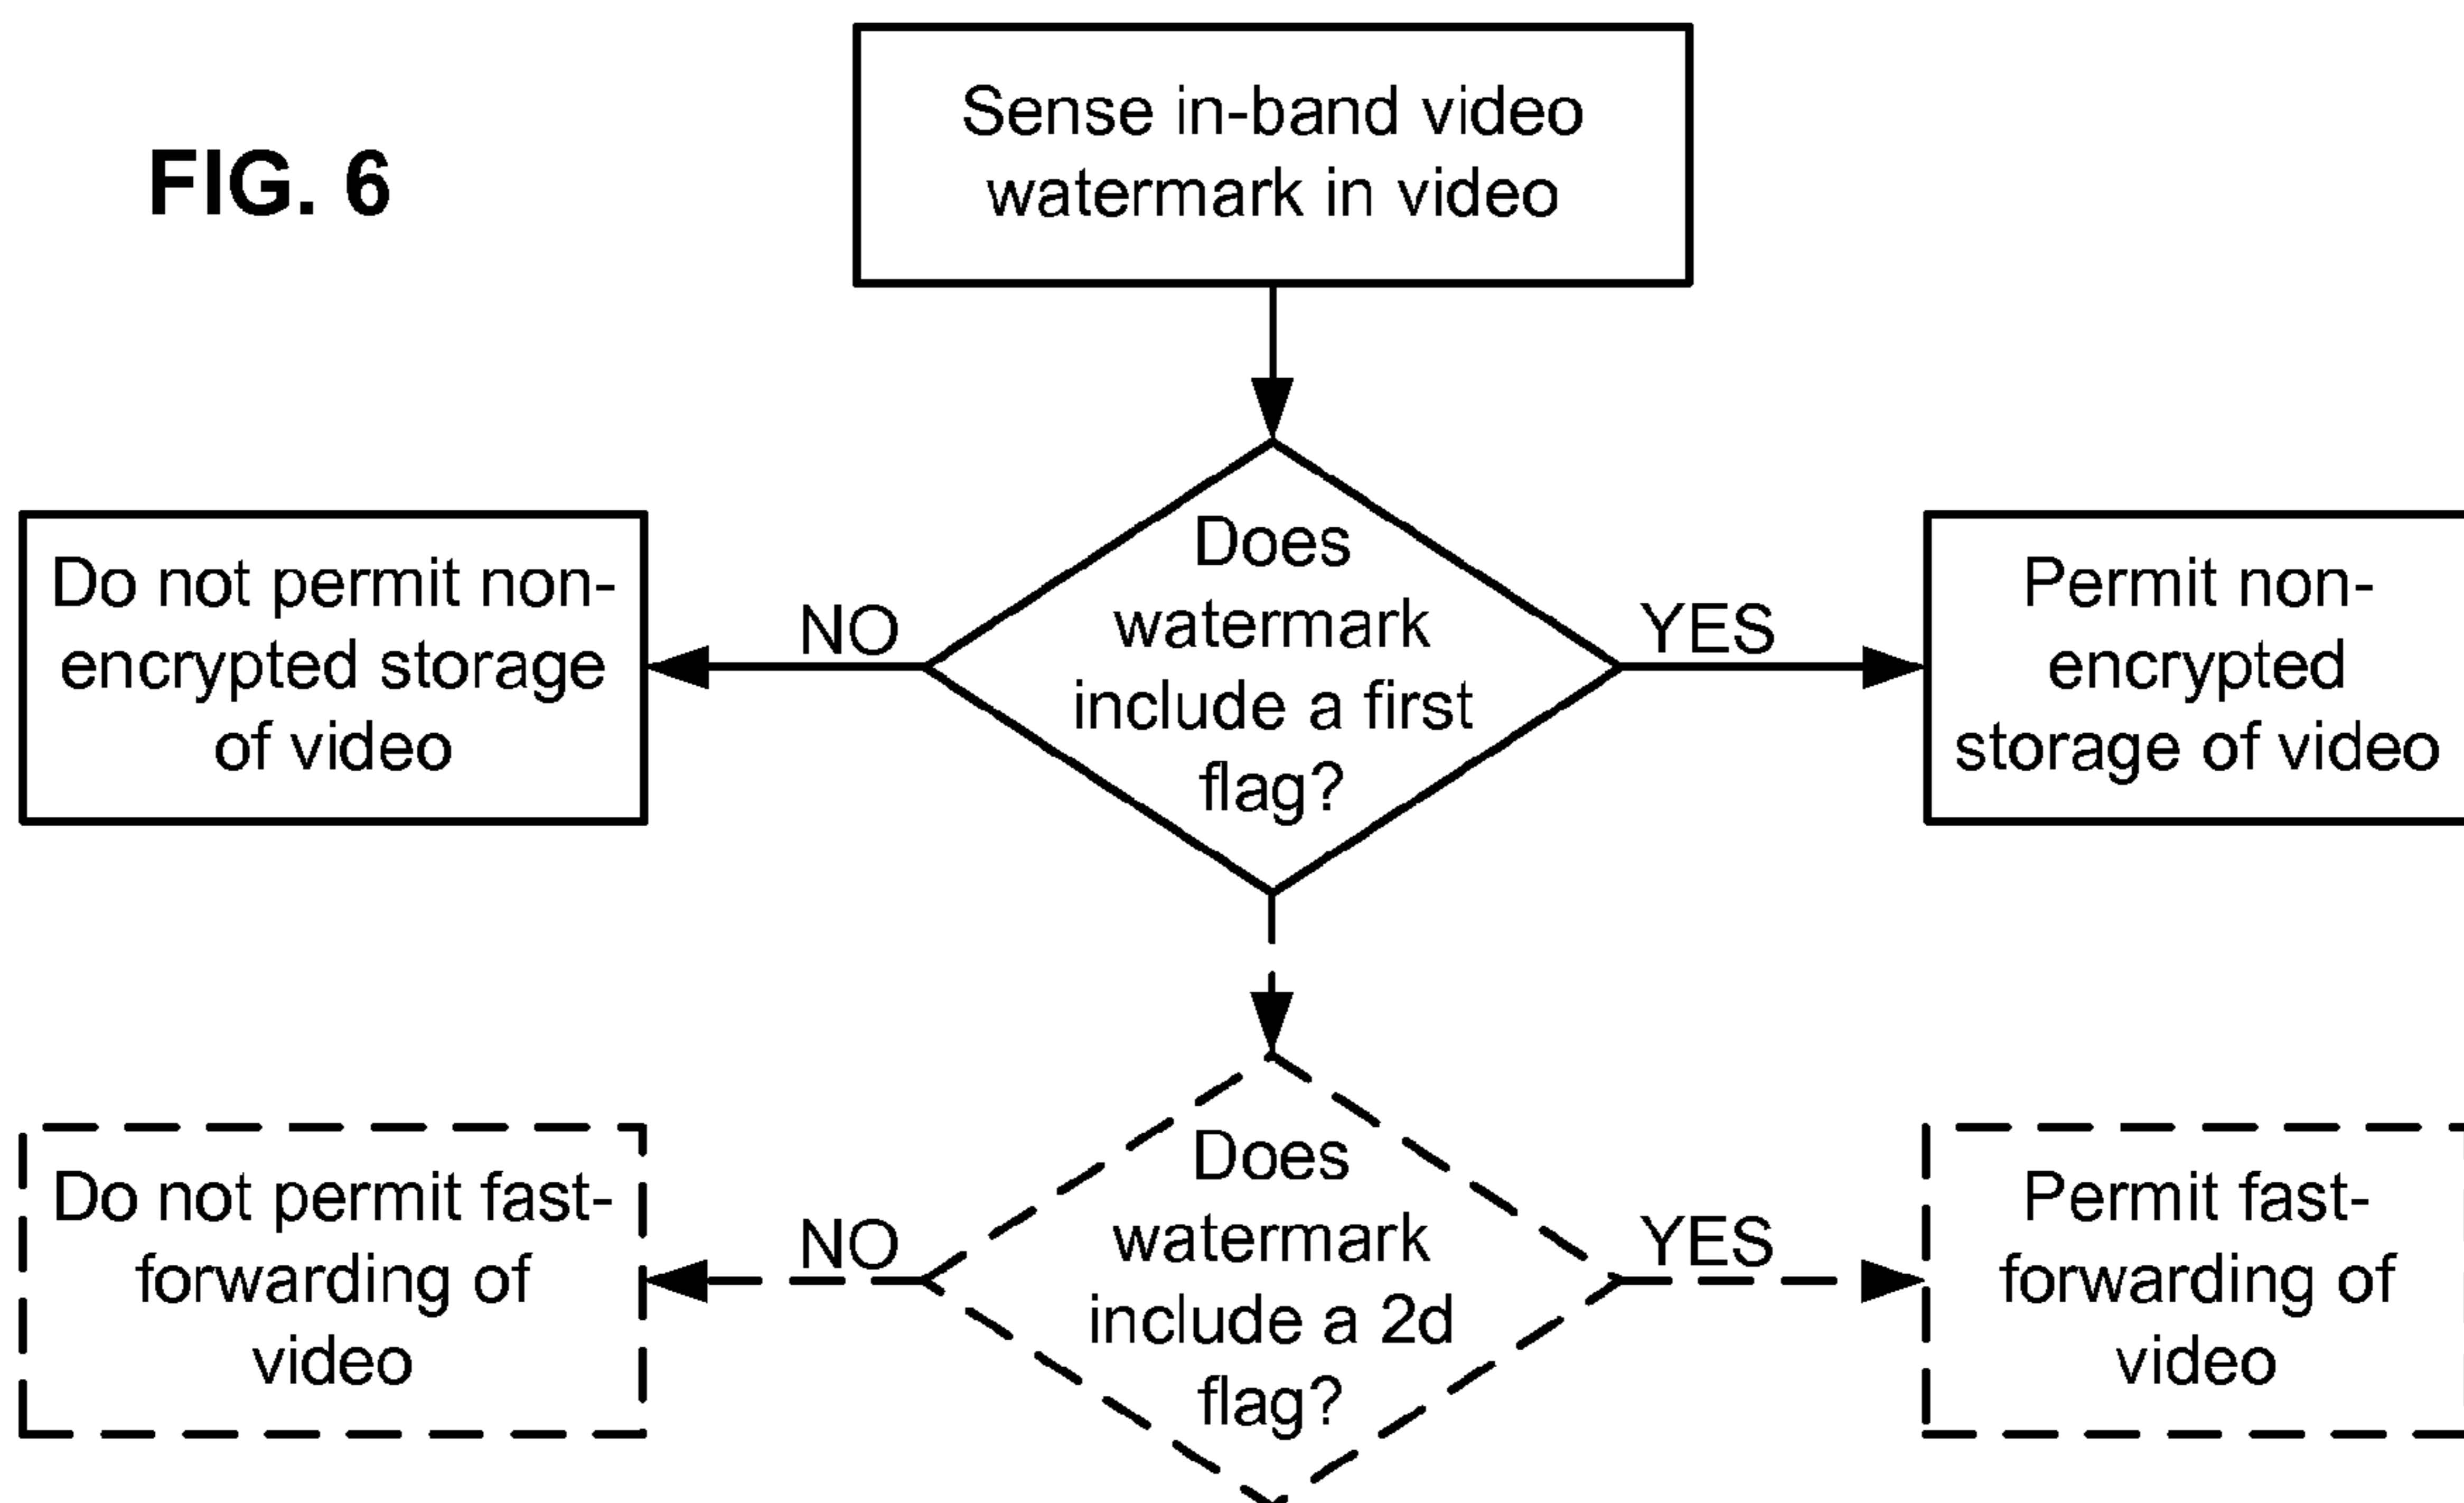 FIG. 6
Sense in-band video
watermark in video
Does
watermark
include a first
flag?
NO
YES
Do not permit non-
encrypted storage
of video
Permit non-
encrypted
storage of video
Does
watermark
include a 2d
flag?
NO
YES
Do not permit fast-
forwarding of
video
Permit fast-
forwarding of
video